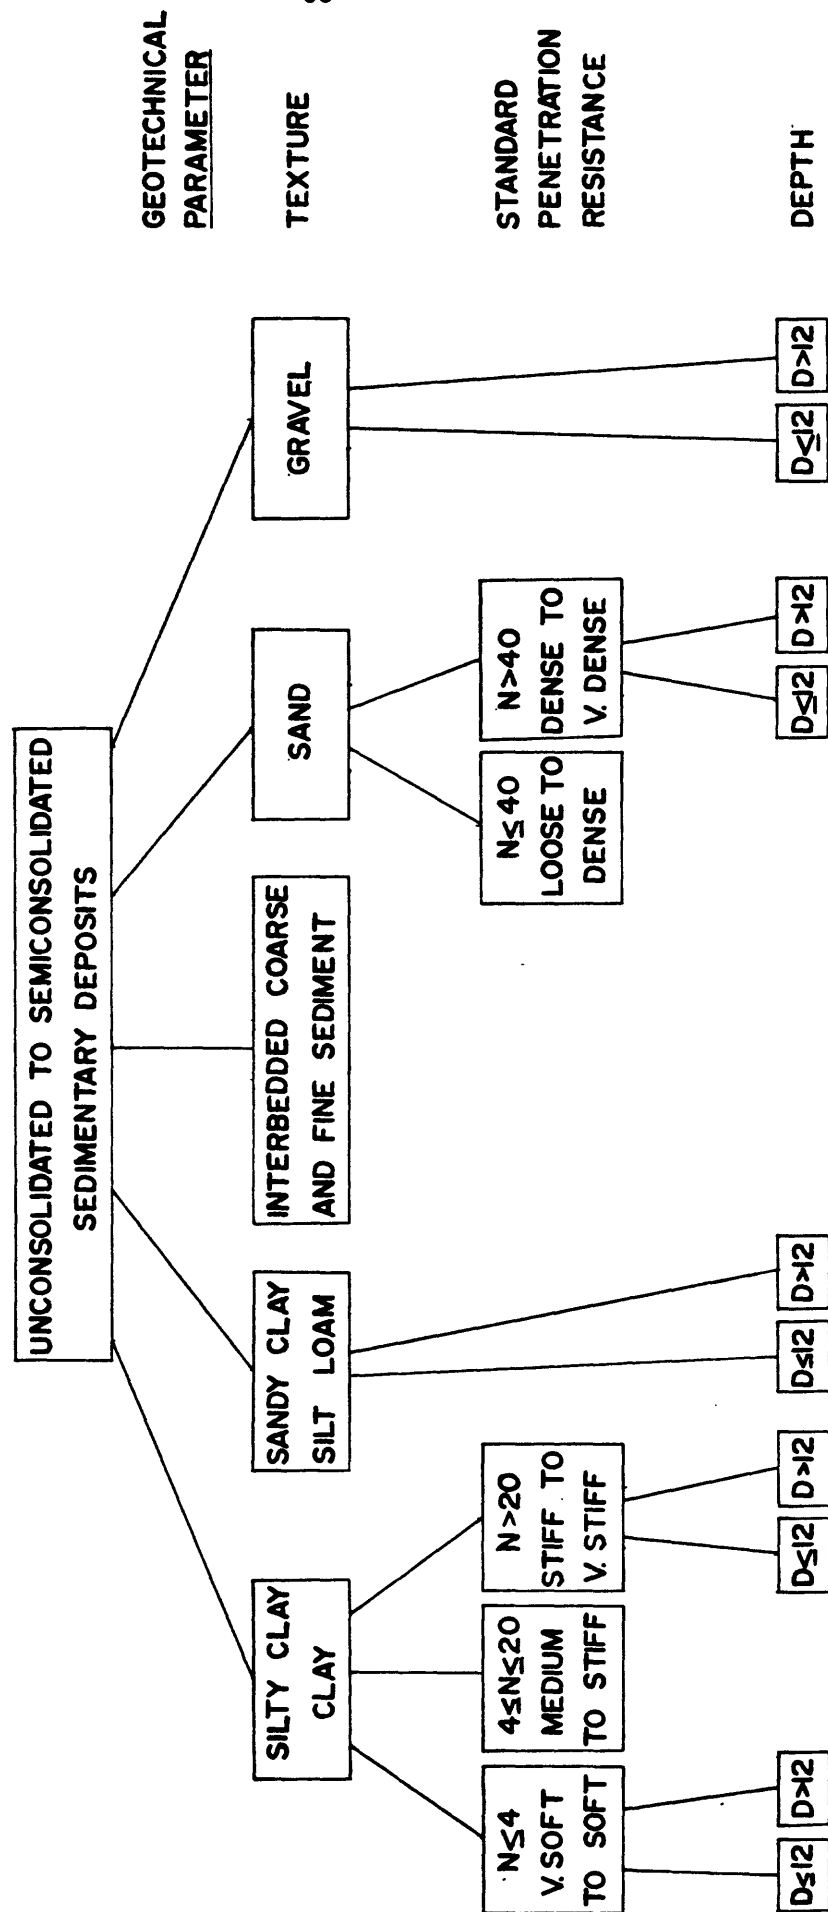 UNCONSOLIDATED TO SEMICONSOLIDATED
SEDIMENTARY DEPOSITS
GEOTECHNICAL
PARAMETER
SILTY CLAY
CLAY
SANDY CLAY
SILT LOAM
INTERBEDDED COARSE
AND FINE SEDIMENT
SAND
GRAVEL
TEXTURE
N≤4
V. SOFT
TO SOFT
4≤N≤20
MEDIUM
TO STIFF
N>20
STIFF TO
V. STIFF
N≤40
LOOSE TO
DENSE
N>40
DENSE TO
V. DENSE
STANDARD
PENETRATION
RESISTANCE
D≤12
D>12
D≤12
D>12
D≤12
D>12
D≤12
D>12
D≤12
D>12
DEPTH